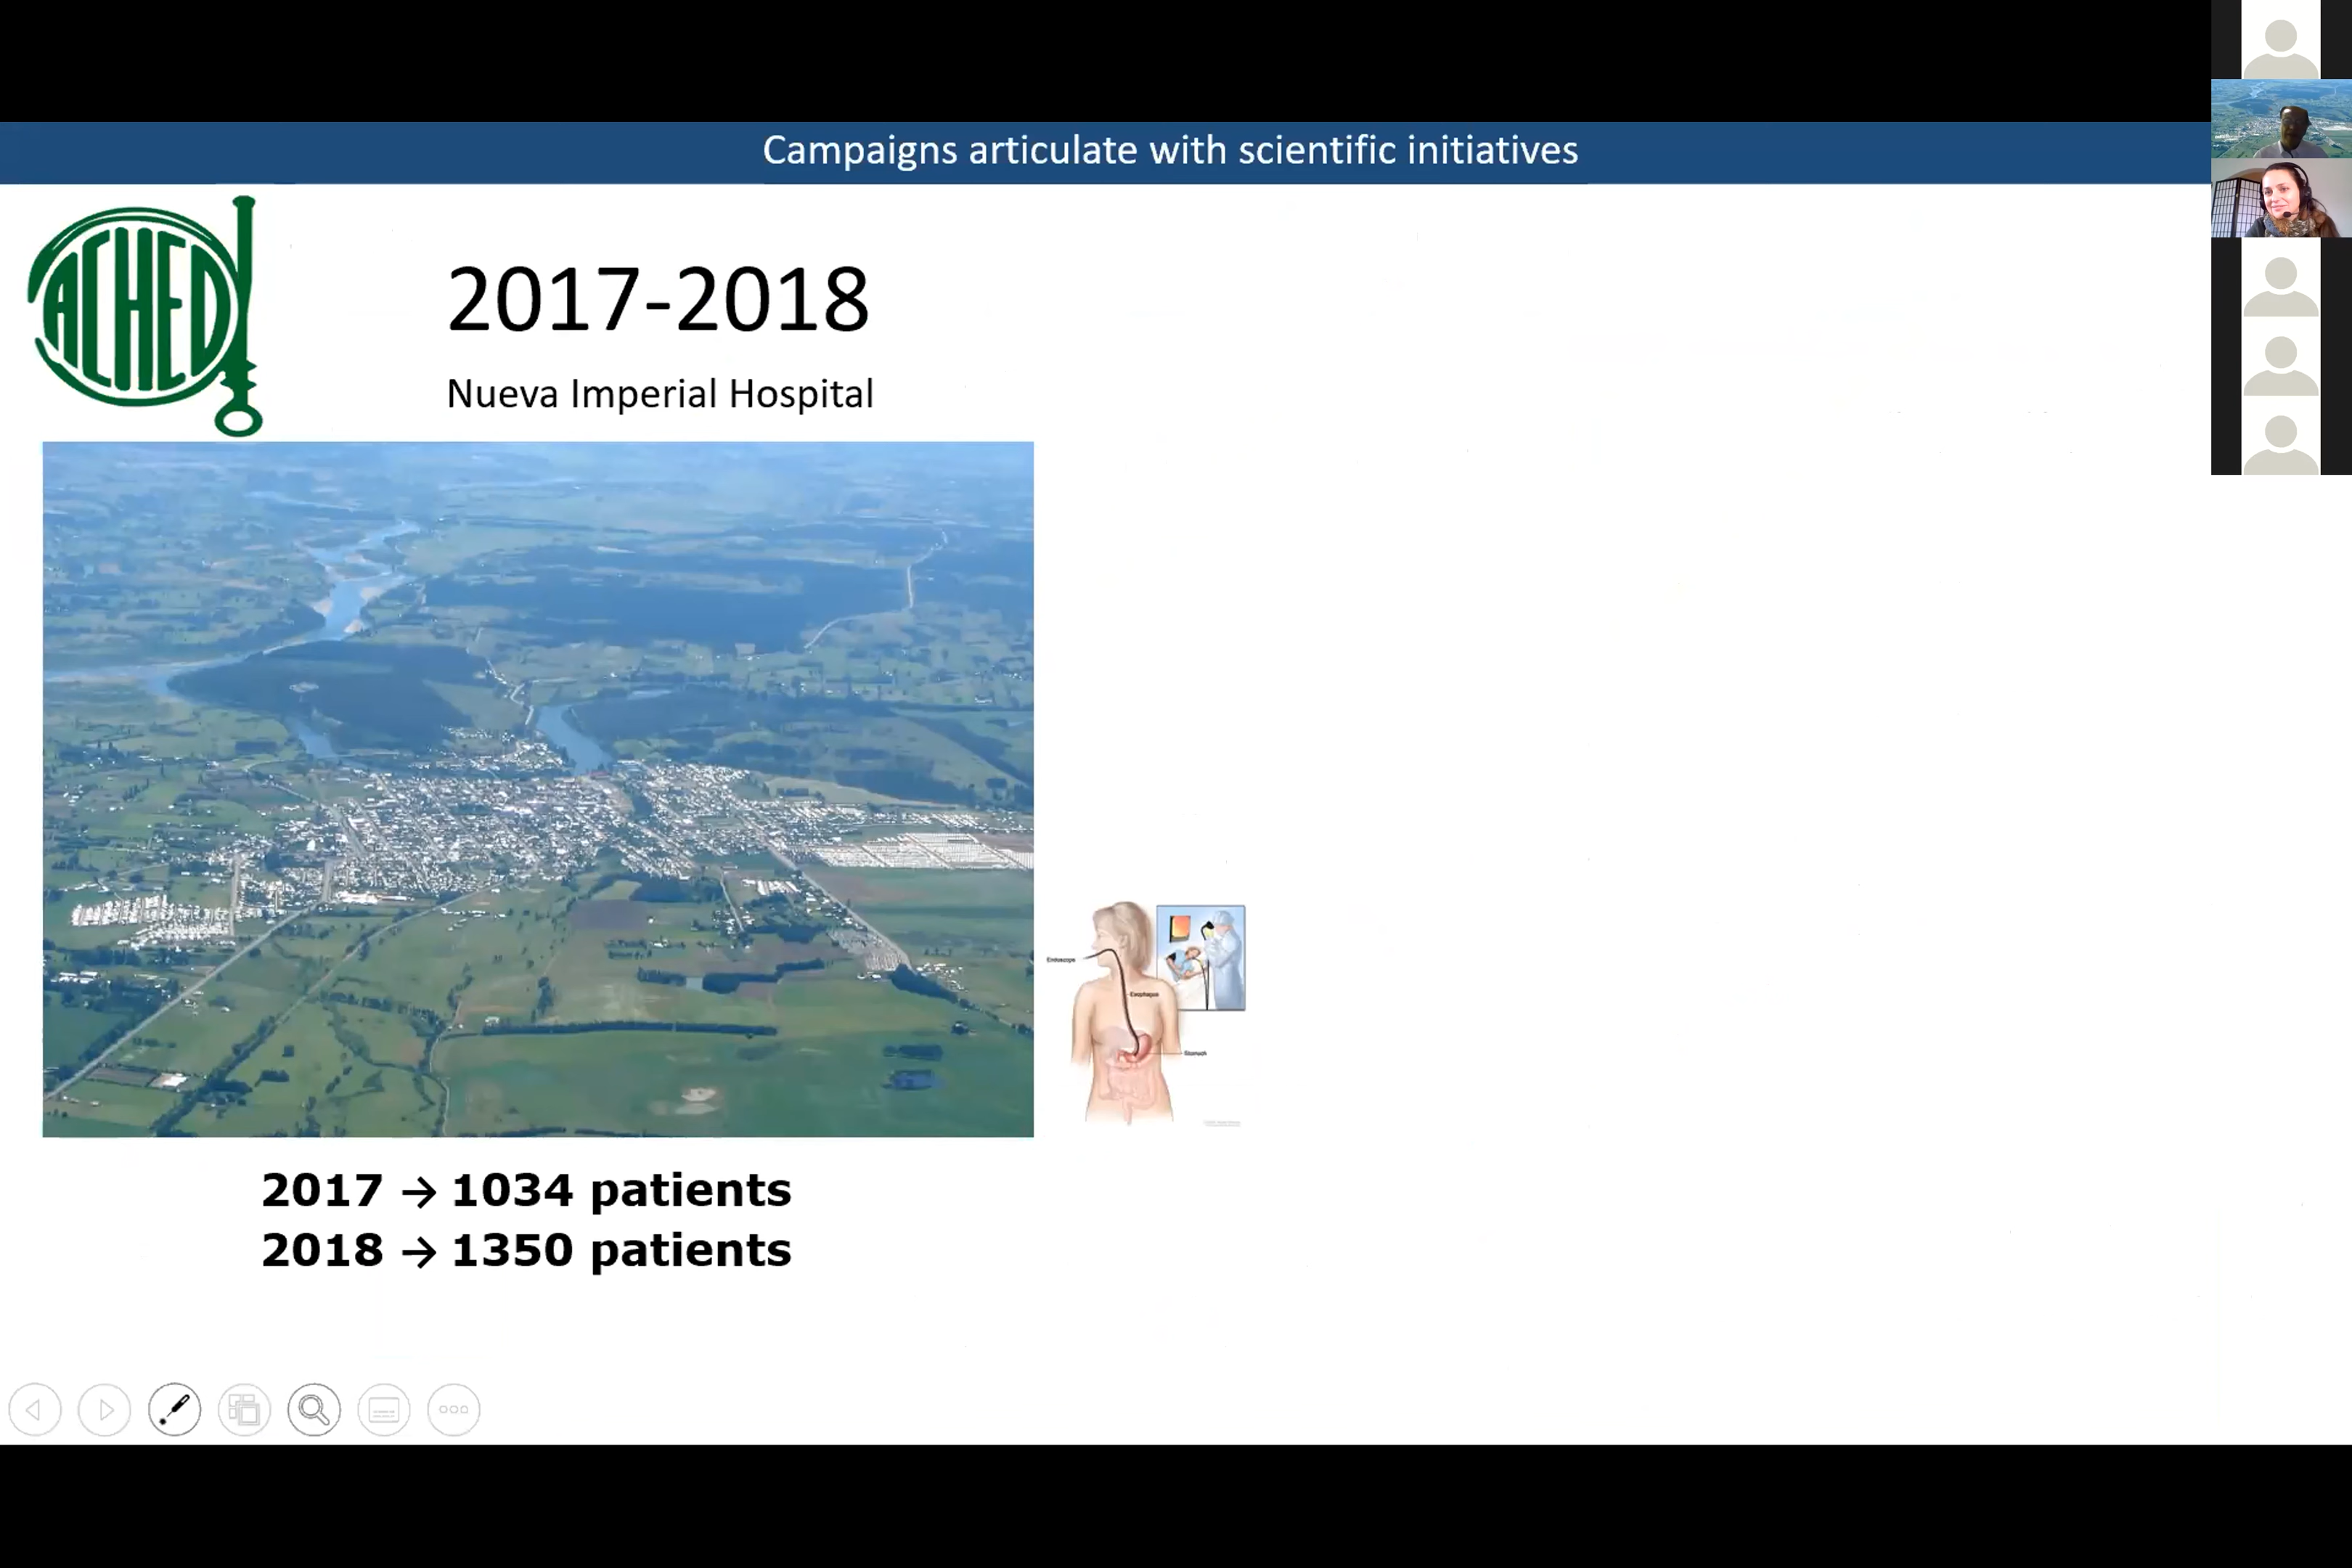 Campaigns articulate with scientific initiatives
ACHED
2017-2018
Nueva Imperial Hospital
Endoscope
Esophagus
Stomach
2017 → 1034 patients
2018 → 1350 patients